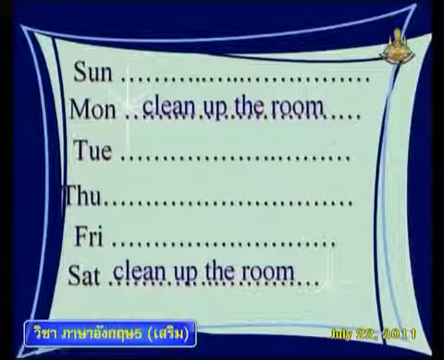 Sun ........................................
Mon ..clean up the room......
Tue ......................................
Thu.........................................
Fri .....................................
Sat .clean up the room....
วิชา ภาษาอังกฤษ5 (เสริม)
July 22, 2011